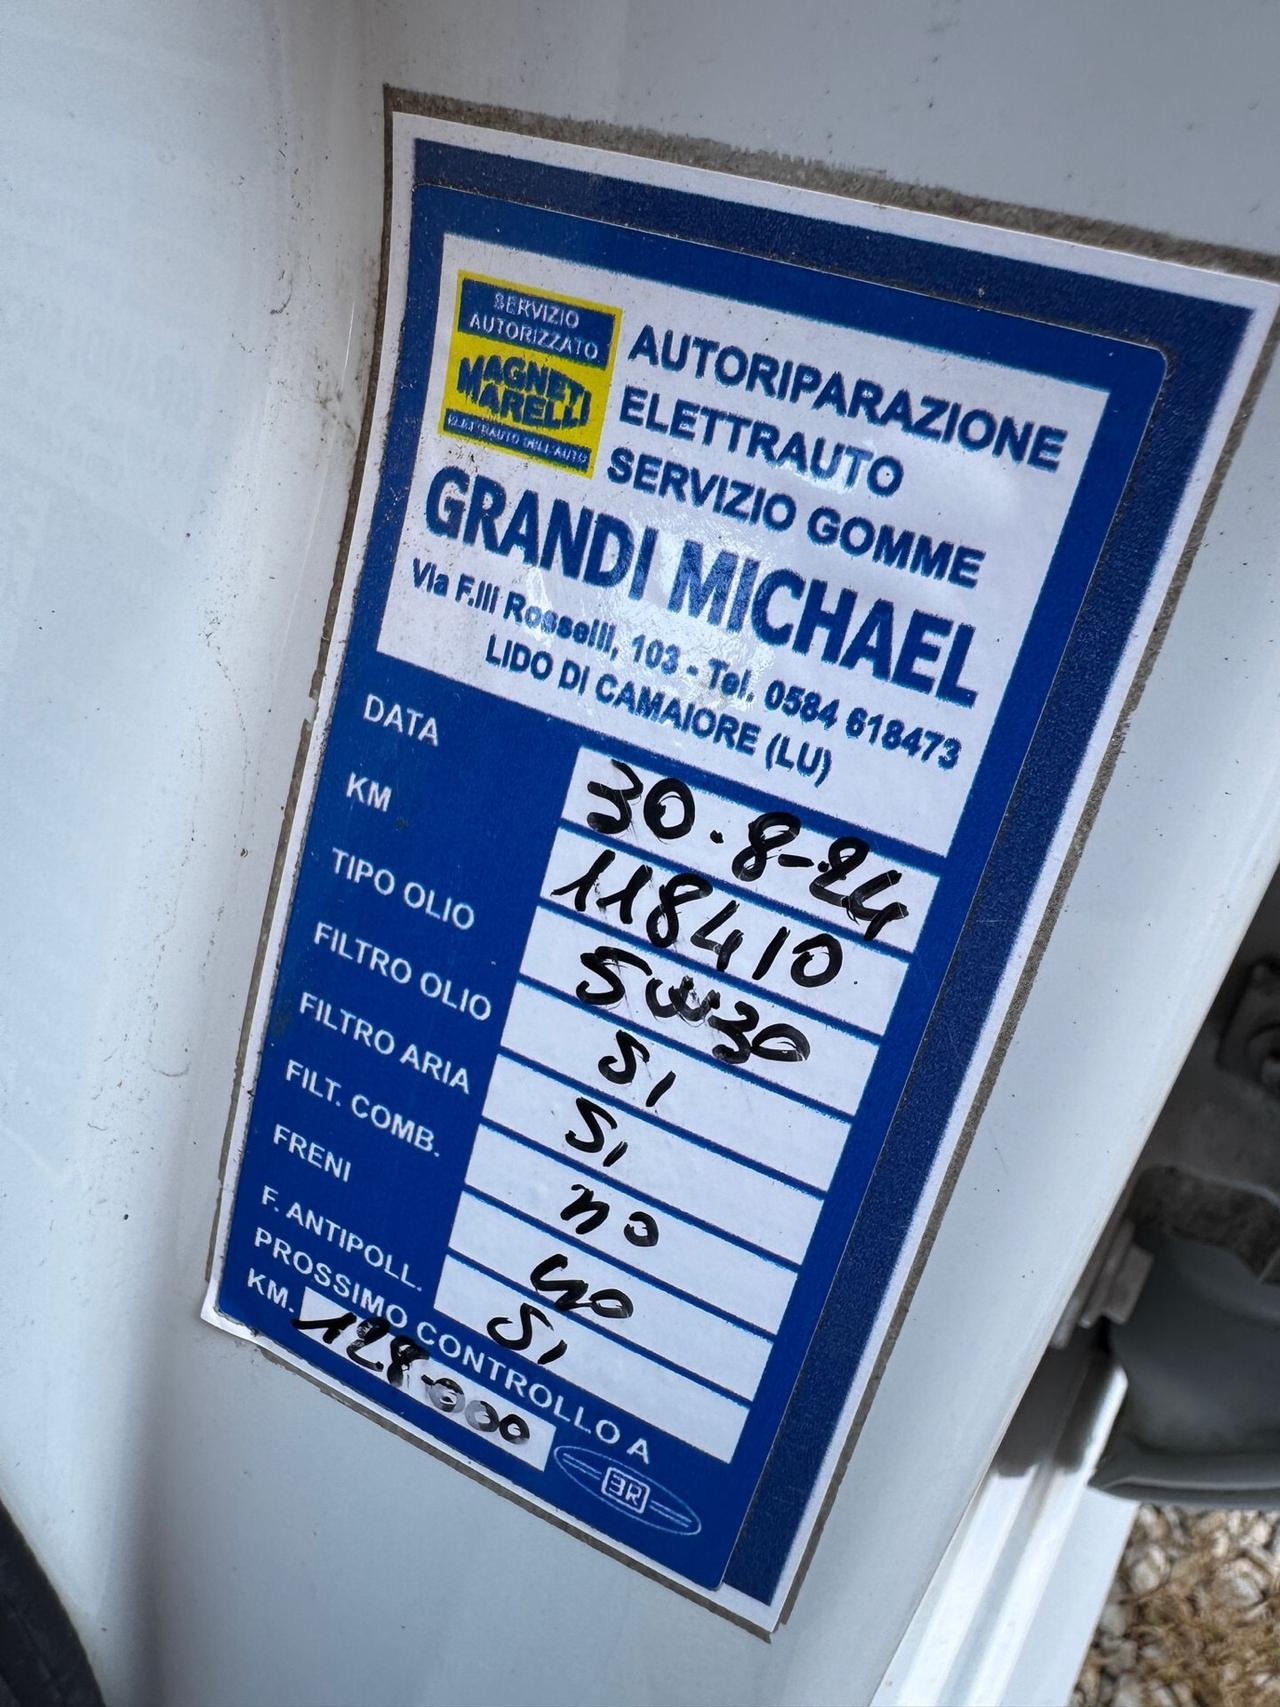 SERVIZIO
AUTORIZZATO
MAGNETI
MARELLI
ELETTRAUTO DELL'AUTO
AUTORIPARAZIONE
ELETTRAUTO
SERVIZIO GOMME
GRANDI MICHAEL
Via F.lli Rosselli, 103 - Tel. 0584 618473
LIDO DI CAMAIORE (LU)
DATA 30-8-24
KM 118410
TIPO OLIO 5W30
FILTRO OLIO SI
FILTRO ARIA SI
FILT. COMB. no
FRENI no
F. ANTIPOLL. SI
PROSSIMO CONTROLLO A
KM. 128-000